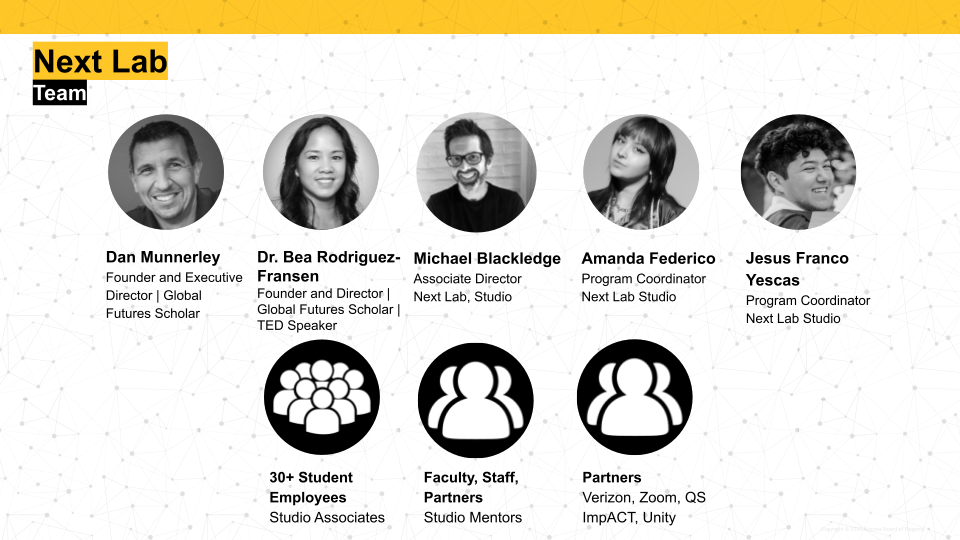 Next Lab
Team
Dan Munnerley
Founder and Executive
Director | Global
Futures Scholar
Dr. Bea Rodriguez-
Fransen
Founder and Director |
Global Futures Scholar |
TED Speaker
Michael Blackledge
Associate Director
Next Lab, Studio
Amanda Federico
Program Coordinator
Next Lab Studio
Jesus Franco
Yescas
Program Coordinator
Next Lab Studio
30+ Student
Employees
Studio Associates
Faculty, Staff,
Partners
Studio Mentors
Partners
Verizon, Zoom, QS
ImpACT, Unity